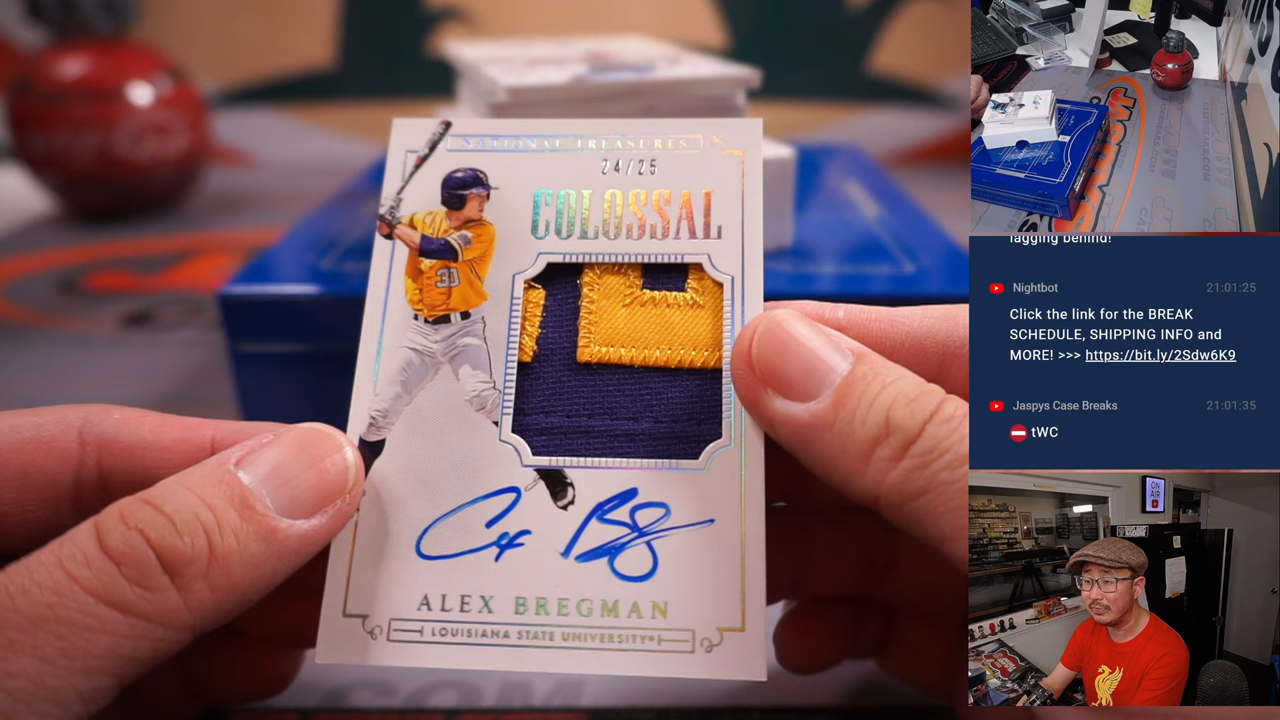 NATIONAL TREASURES
24/25
COLOSSAL
30
ALEX BREGMAN
LOUISIANA STATE UNIVERSITY®
lagging behind!
Nightbot 21:01:25
Click the link for the BREAK
SCHEDULE, SHIPPING INFO and
MORE! >>> https://bit.ly/2Sdw6K9
Jaspys Case Breaks 21:01:35
tWC
ON
AIR